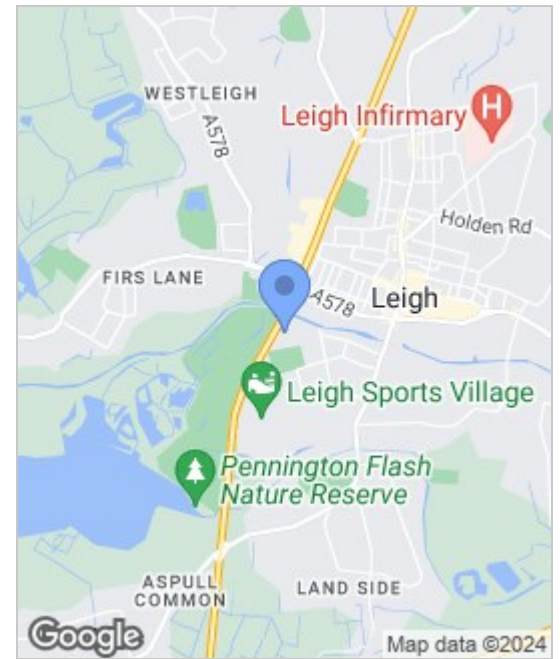 WESTLEIGH
A578
Leigh Infirmary
H
Holden Rd
FIRS LANE
A578
Leigh
Leigh Sports Village
Pennington Flash
Nature Reserve
ASPULL
COMMON
LAND SIDE
Google
Map data ©2024